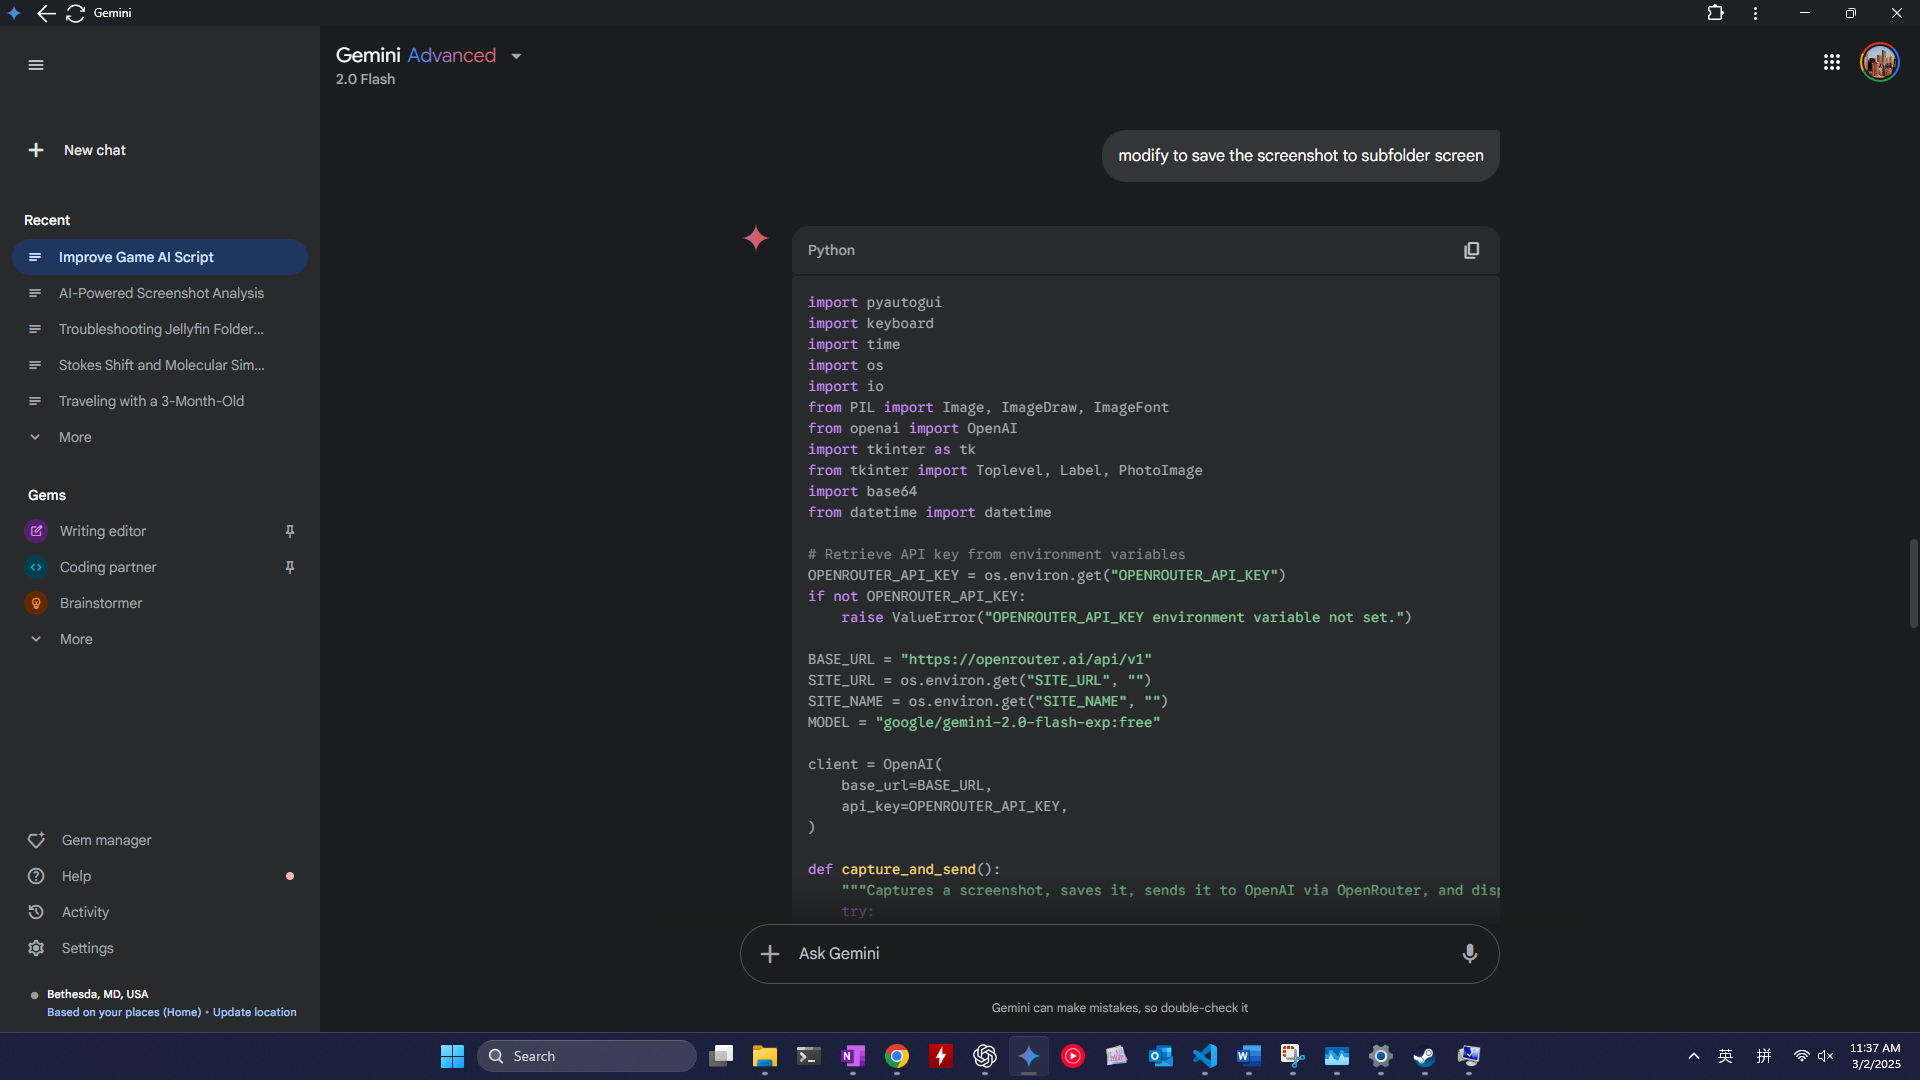 Gemini
Gemini Advanced
2.0 Flash
New chat
Recent
Improve Game AI Script
AI-Powered Screenshot Analysis
Troubleshooting Jellyfin Folder...
Stokes Shift and Molecular Sim...
Traveling with a 3-Month-Old
More
Gems
Writing editor
Coding partner
Brainstormer
More
Gem manager
Help
Activity
Settings
Bethesda, MD, USA
Based on your places (Home) • Update location
modify to save the screenshot to subfolder screen
Python
import pyautogui
import keyboard
import time
import os
import io
from PIL import Image, ImageDraw, ImageFont
from openai import OpenAI
import tkinter as tk
from tkinter import Toplevel, Label, PhotoImage
import base64
from datetime import datetime
# Retrieve API key from environment variables
OPENROUTER_API_KEY = os.environ.get("OPENROUTER_API_KEY")
if not OPENROUTER_API_KEY:
    raise ValueError("OPENROUTER_API_KEY environment variable not set.")
BASE_URL = "https://openrouter.ai/api/v1"
SITE_URL = os.environ.get("SITE_URL", "")
SITE_NAME = os.environ.get("SITE_NAME", "")
MODEL = "google/gemini-2.0-flash-exp:free"
client = OpenAI(
    base_url=BASE_URL,
    api_key=OPENROUTER_API_KEY,
)
def capture_and_send():
    """Captures a screenshot, saves it, sends it to OpenAI via OpenRouter, and disp
    try:
Ask Gemini
Gemini can make mistakes, so double-check it
Search
英
拼
11:37 AM
3/2/2025